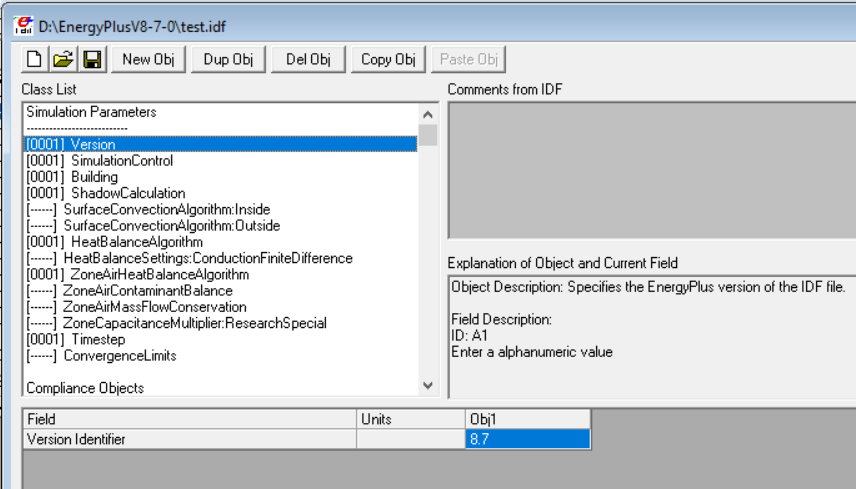 D:\EnergyPlusV8-7-0\test.idf
New Obj Dup Obj Del Obj Copy Obj Paste Obj
Class List
Simulation Parameters
---------------------------
[0001] Version
[0001] SimulationControl
[0001] Building
[0001] ShadowCalculation
[------] SurfaceConvectionAlgorithm:Inside
[------] SurfaceConvectionAlgorithm:Outside
[0001] HeatBalanceAlgorithm
[------] HeatBalanceSettings:ConductionFiniteDifference
[0001] ZoneAirHeatBalanceAlgorithm
[------] ZoneAirContaminantBalance
[------] ZoneAirMassFlowConservation
[------] ZoneCapacitanceMultiplier:ResearchSpecial
[0001] Timestep
[------] ConvergenceLimits
Compliance Objects
Comments from IDF
Explanation of Object and Current Field
Object Description: Specifies the EnergyPlus version of the IDF file.
Field Description:
ID: A1
Enter a alphanumeric value
Field Units Obj1
Version Identifier 8.7